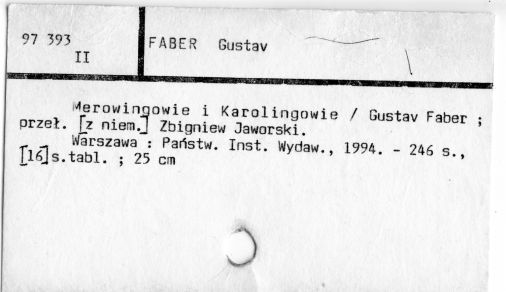 97 393
II
FABER Gustav
Merowingowie i Karolingowie / Gustav Faber ;
przeł. [z niem.] Zbigniew Jaworski.
Warszawa : Państw. Inst. Wydaw., 1994. - 246 s.,
[16]s.tabl. ; 25 cm